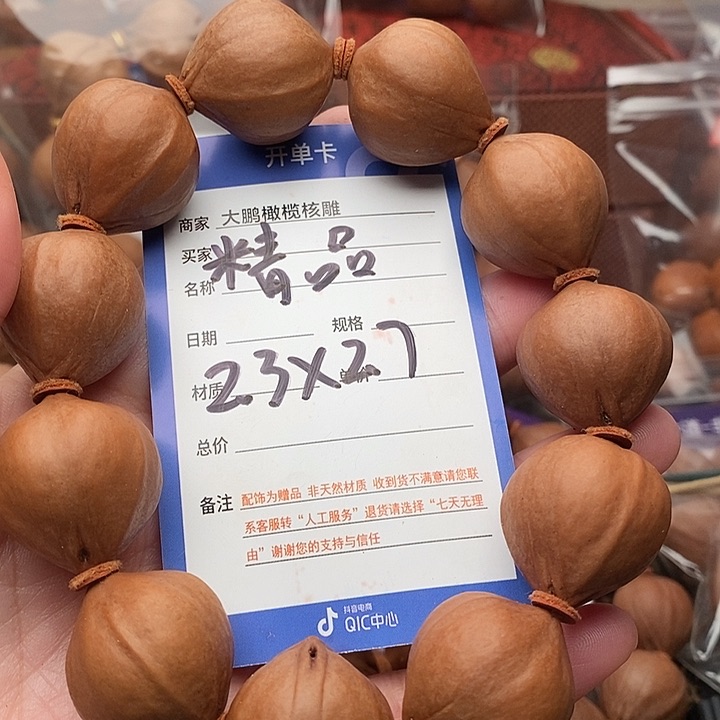 开单卡
商家 大鹏橄榄核雕
买家
精品
名称
日期 规格
材质 23X27 单价
总价
备注 配饰为赠品 非天然材质 收到货不满意请您联
系客服转“人工服务”退货请选择“七天无理
由”谢谢您的支持与信任
抖音电商
QIC中心